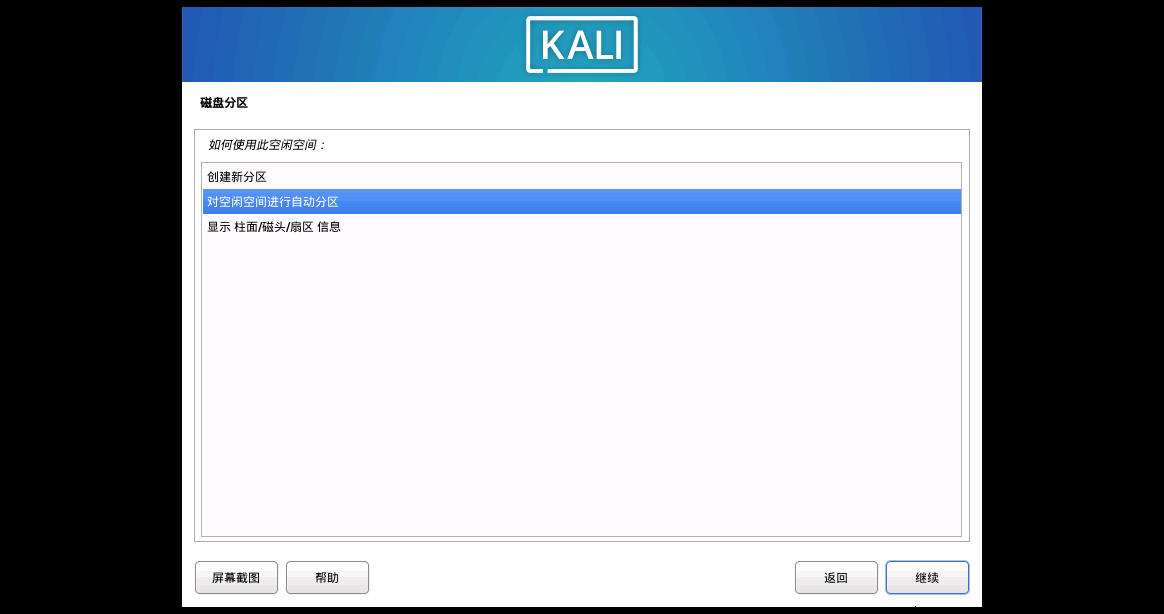 KALI
磁盘分区
如何使用此空闲空间：
创建新分区
对空闲空间进行自动分区
显示 柱面/磁头/扇区 信息
屏幕截图
帮助
返回
继续